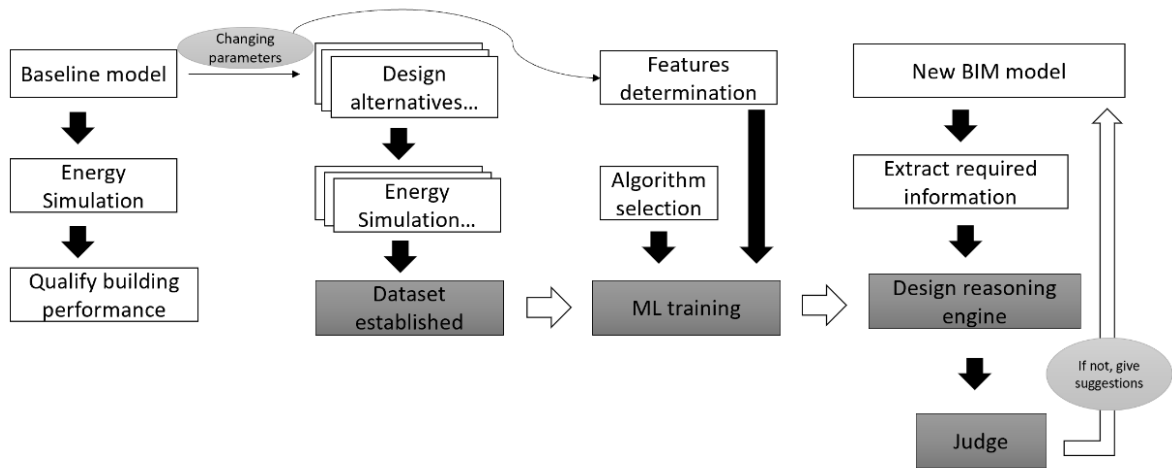 Baseline model
Energy
Simulation
Qualify building
performance
Changing
parameters
Design
alternatives...
Energy
Simulation...
Dataset
established
Features
determination
Algorithm
selection
ML training
New BIM model
Extract required
information
Design reasoning
engine
Judge
If not, give
suggestions